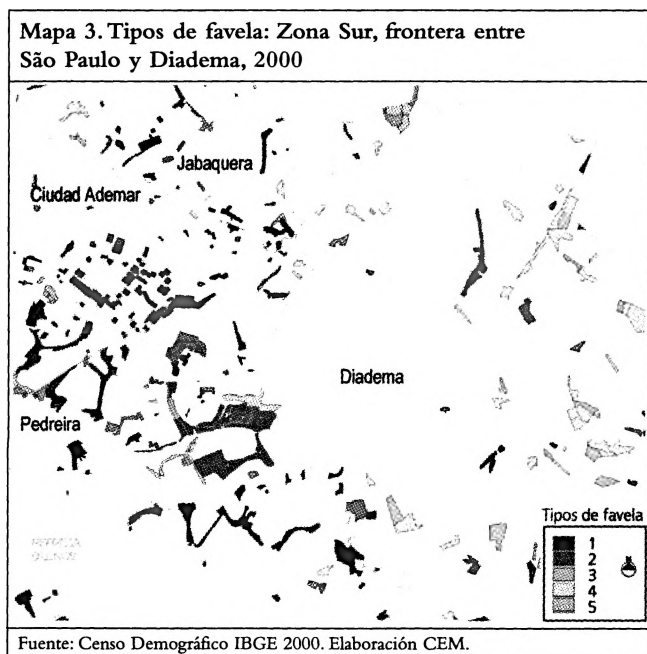 Mapa 3. Tipos de favela: Zona Sur, frontera entre
São Paulo y Diadema, 2000
Jabaquera
Ciudad Ademar
Diadema
Pedreira
Tipos de favela
1
2
3
4
5
Fuente: Censo Demográfico IBGE 2000. Elaboración CEM.